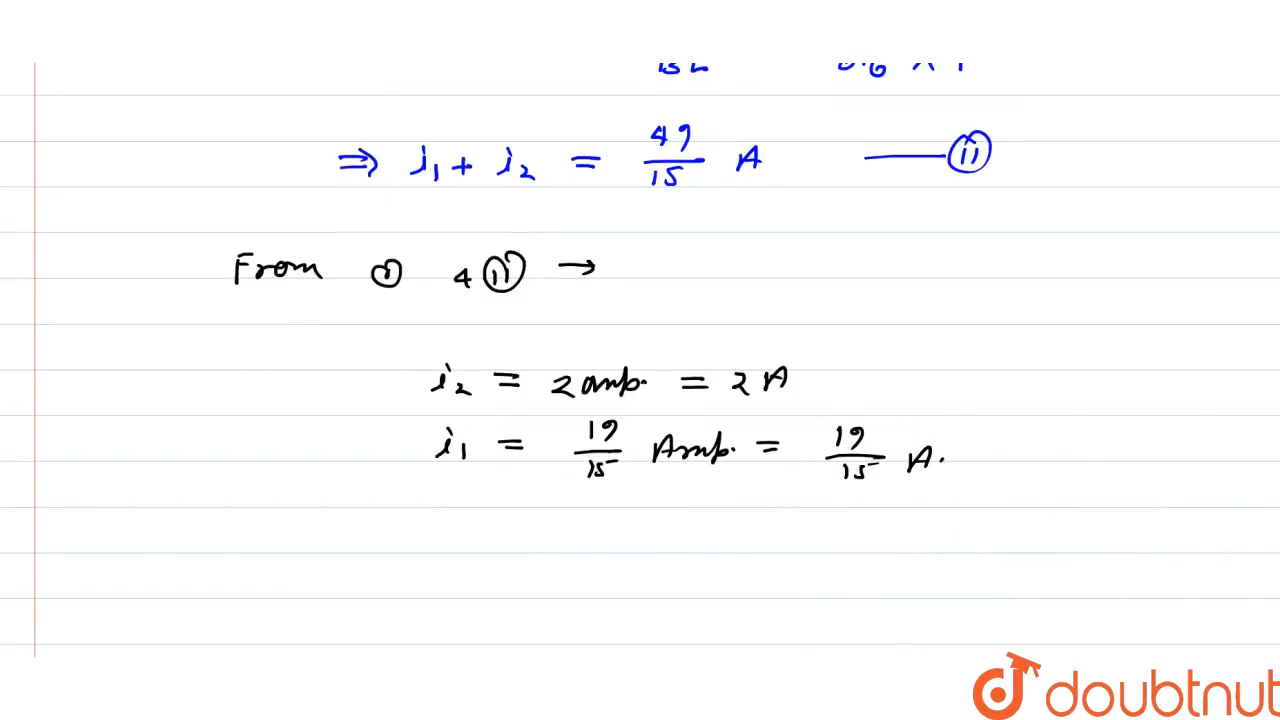 ⇒ i₁ + i₂ = 49/15 A —— (ii)
From (i) & (ii) →
i₂ = 2 amp. = 2 A
i₁ = 19/15 Amp. = 19/15 A.
doubtnut